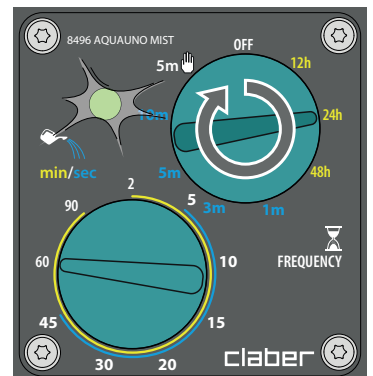 8496 AQUAUNO MIST
OFF
5m
12h
10m
24h
min/sec
5m
48h
3m
1m
2
5
90
FREQUENCY
60
10
45
15
30
20
claber